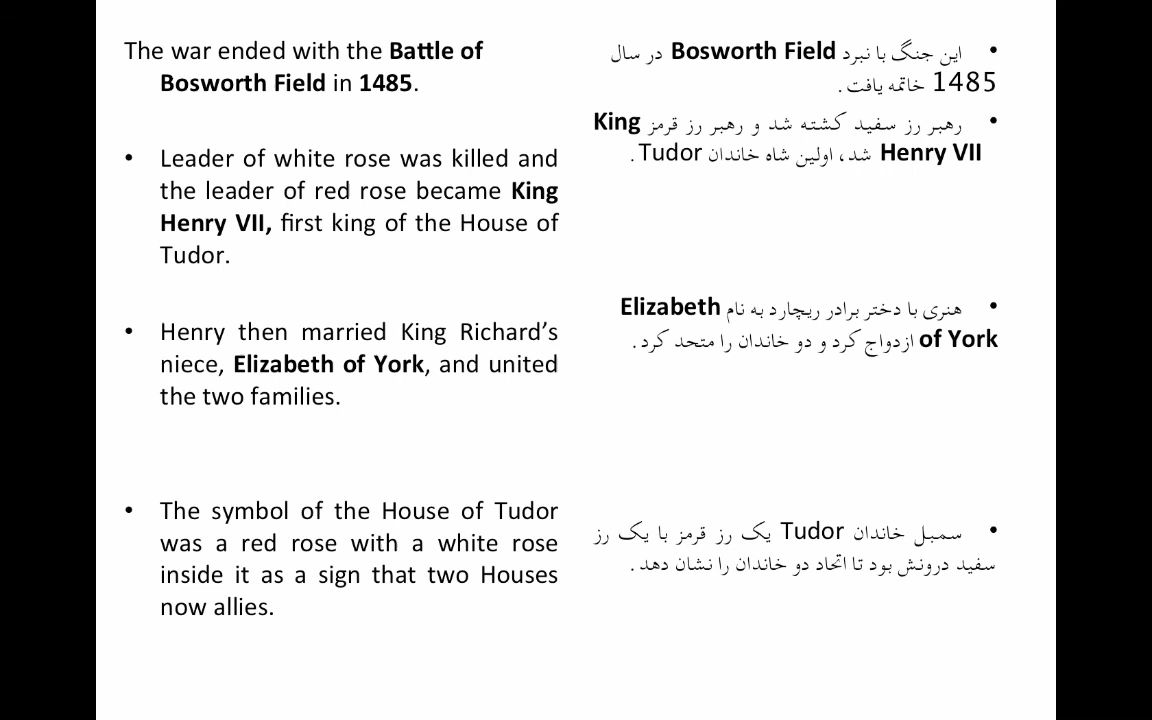 The war ended with the Battle of
Bosworth Field in 1485.
• Leader of white rose was killed and
the leader of red rose became King
Henry VII, first king of the House of
Tudor.
• Henry then married King Richard’s
niece, Elizabeth of York, and united
the two families.
• The symbol of the House of Tudor
was a red rose with a white rose
inside it as a sign that two Houses
now allies.
• این جنگ با نبرد Bosworth Field در سال
1485 خاتمه یافت.
• رهبر رز سفید کشته شد و رهبر رز قرمز King
Henry VII شد، اولین شاه خاندان Tudor.
• هنری با دختر برادر ریچارد به نام Elizabeth
of York ازدواج کرد و دو خاندان را متحد کرد.
• سمبل خاندان Tudor یک رز قرمز با یک رز
سفید درونش بود تا اتحاد دو خاندان را نشان دهد.